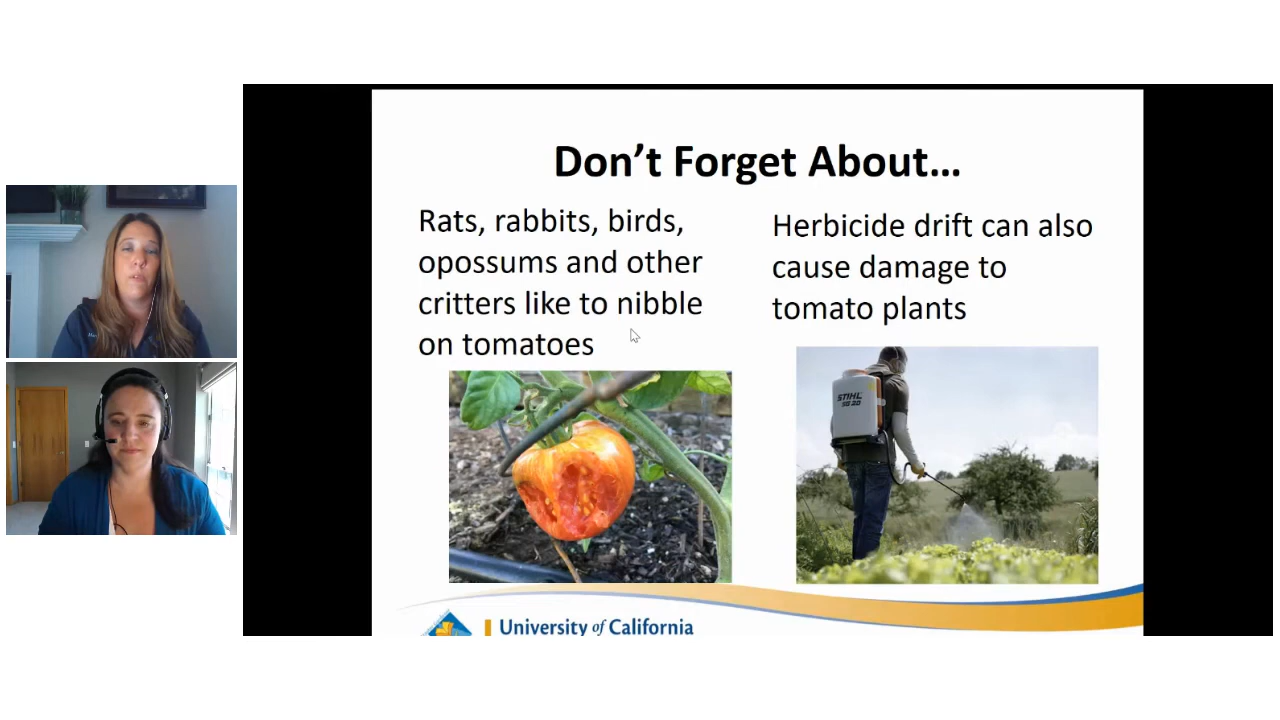 Don’t Forget About…
Rats, rabbits, birds,
opossums and other
critters like to nibble
on tomatoes
Herbicide drift can also
cause damage to
tomato plants
STIHL
University of California